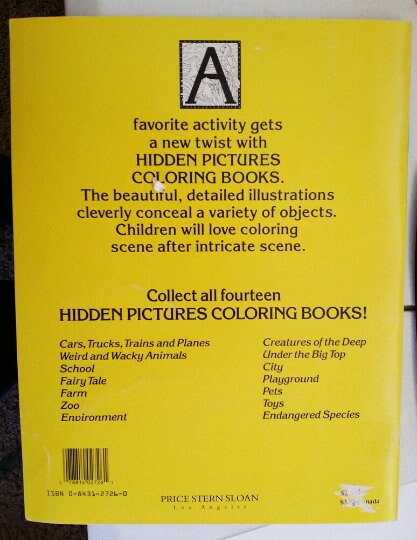 A
favorite activity gets
a new twist with
HIDDEN PICTURES
COLORING BOOKS.
The beautiful, detailed illustrations
cleverly conceal a variety of objects.
Children will love coloring
scene after intricate scene.
Collect all fourteen
HIDDEN PICTURES COLORING BOOKS!
Cars, Trucks, Trains and Planes
Weird and Wacky Animals
School
Fairy Tale
Farm
Zoo
Environment
Creatures of the Deep
Under the Big Top
City
Playground
Pets
Toys
Endangered Species
ISBN 0-8431-2726-0
PRICE STERN SLOAN
Los Angeles